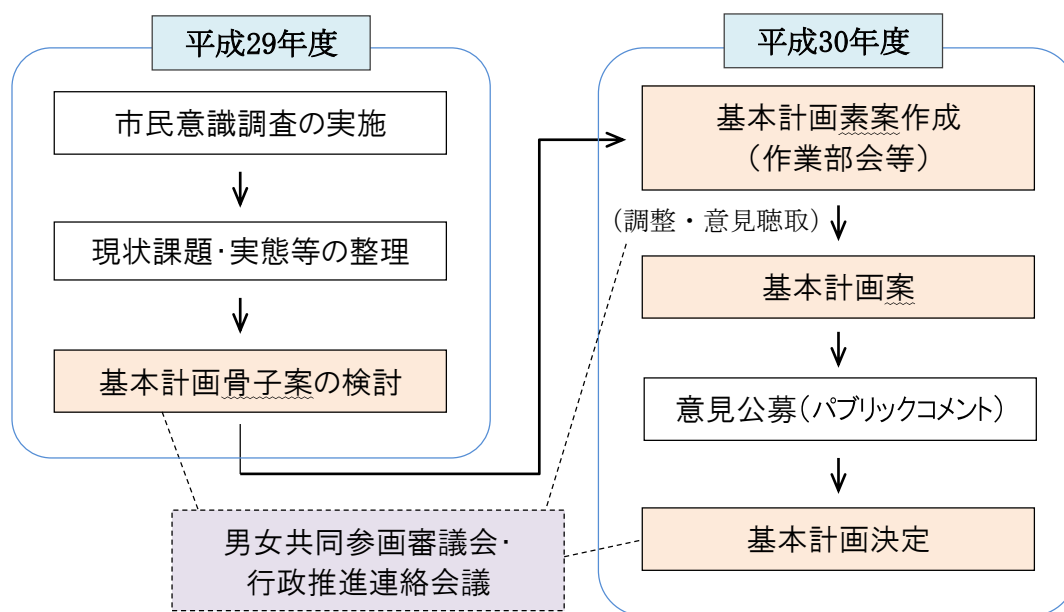 平成29年度
市民意識調査の実施
現状課題・実態等の整理
基本計画骨子案の検討
平成30年度
基本計画素案作成
（作業部会等）
(調整・意見聴取)
基本計画案
意見公募（パブリックコメント）
基本計画決定
男女共同参画審議会・
行政推進連絡会議